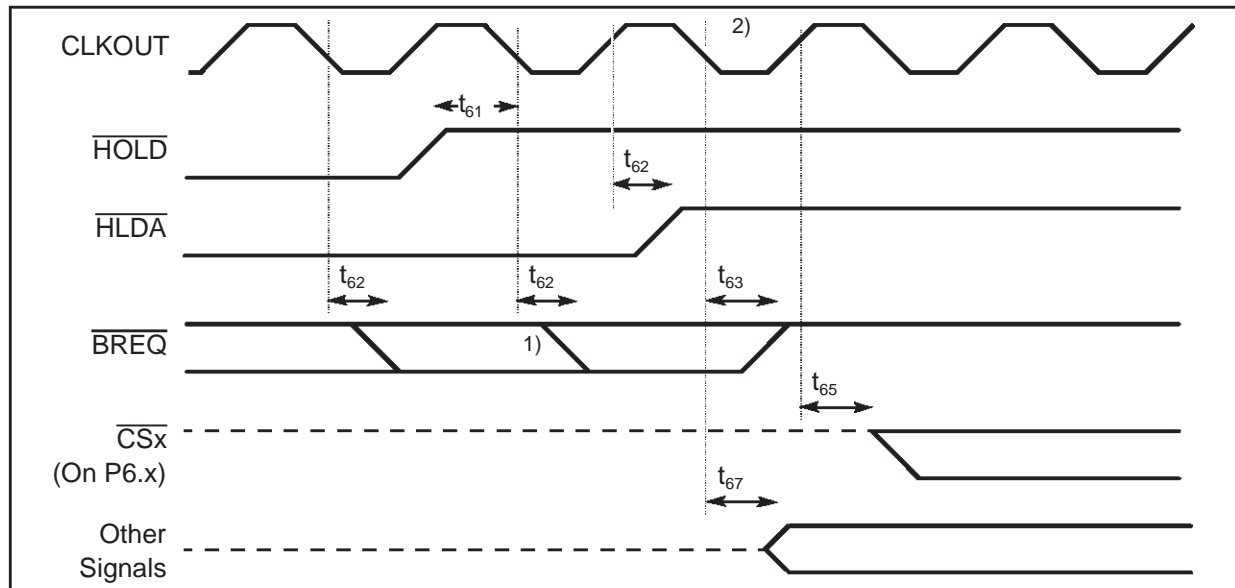 CLKOUT
2)
t61
HOLD
t62
HLDA
t62
t62
t63
BREQ
1)
t65
CSx
(On P6.x)
t67
Other
Signals